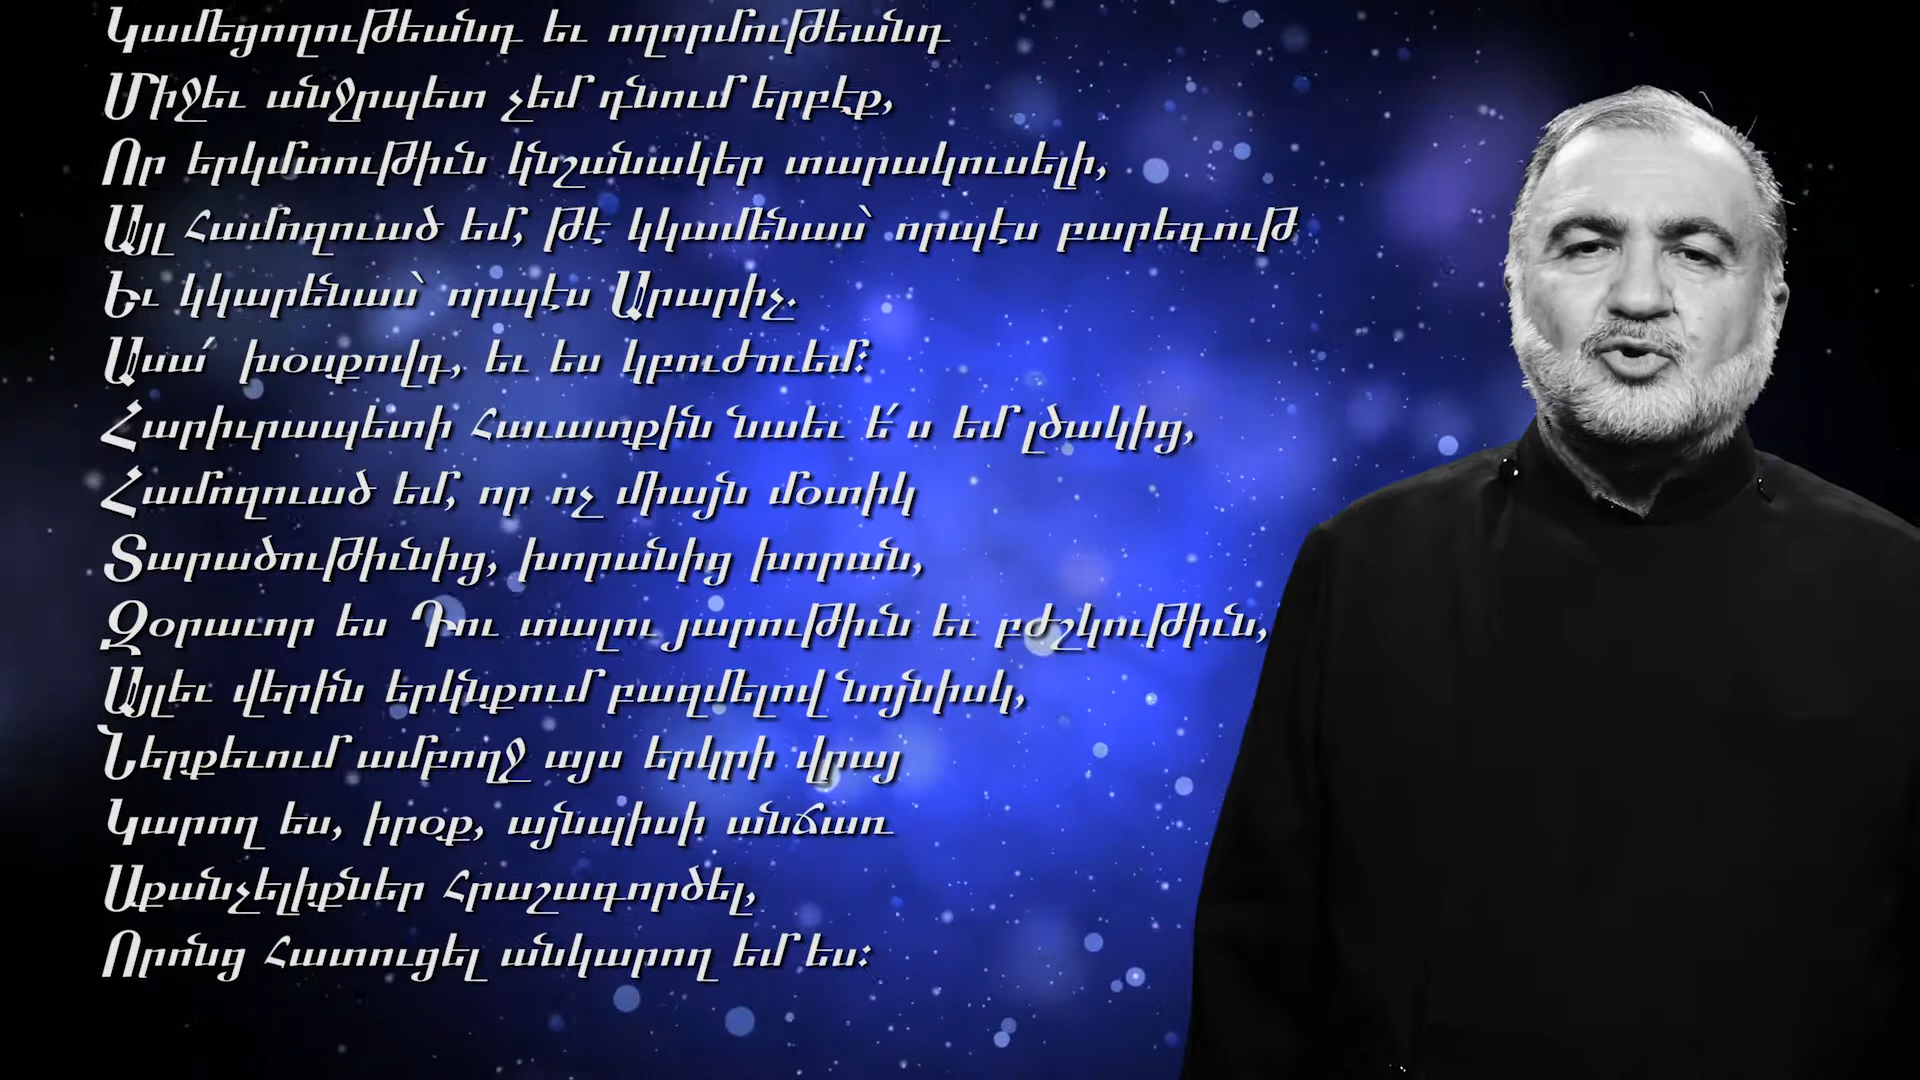 Կամեցողութեանդ եւ ողորմութեանդ
Միջեւ անջրպետ չեմ դնում երբէք,
Որ երկմտութիւն կնշանակեր տարակուսելի,
Այլ համոզուած եմ, թէ կկամենաս՝ որպէս բարեգութ
Եւ կկարենաս՝ որպէս Արարիչ.
Ասա՛ խօսքովդ, եւ ես կբուժուեմ:
Հարիւրապետի հաւատքին նաեւ ե՛ս եմ լծակից,
Համոզուած եմ, որ ոչ միայն մօտիկ
Տարածութիւնից, խորանից խորան,
Զօրաւոր ես Դու տալու յարութիւն եւ բժշկութիւն,
Այլեւ վերին երկնքում բազմելով նոյնիսկ,
Ներքեւում ամբողջ այս երկրի վրայ
Կարող ես, իրօք, այնպիսի անճառ
Սքանչելիքներ հրաշագործել,
Որոնց հատուցել անկարող եմ ես: